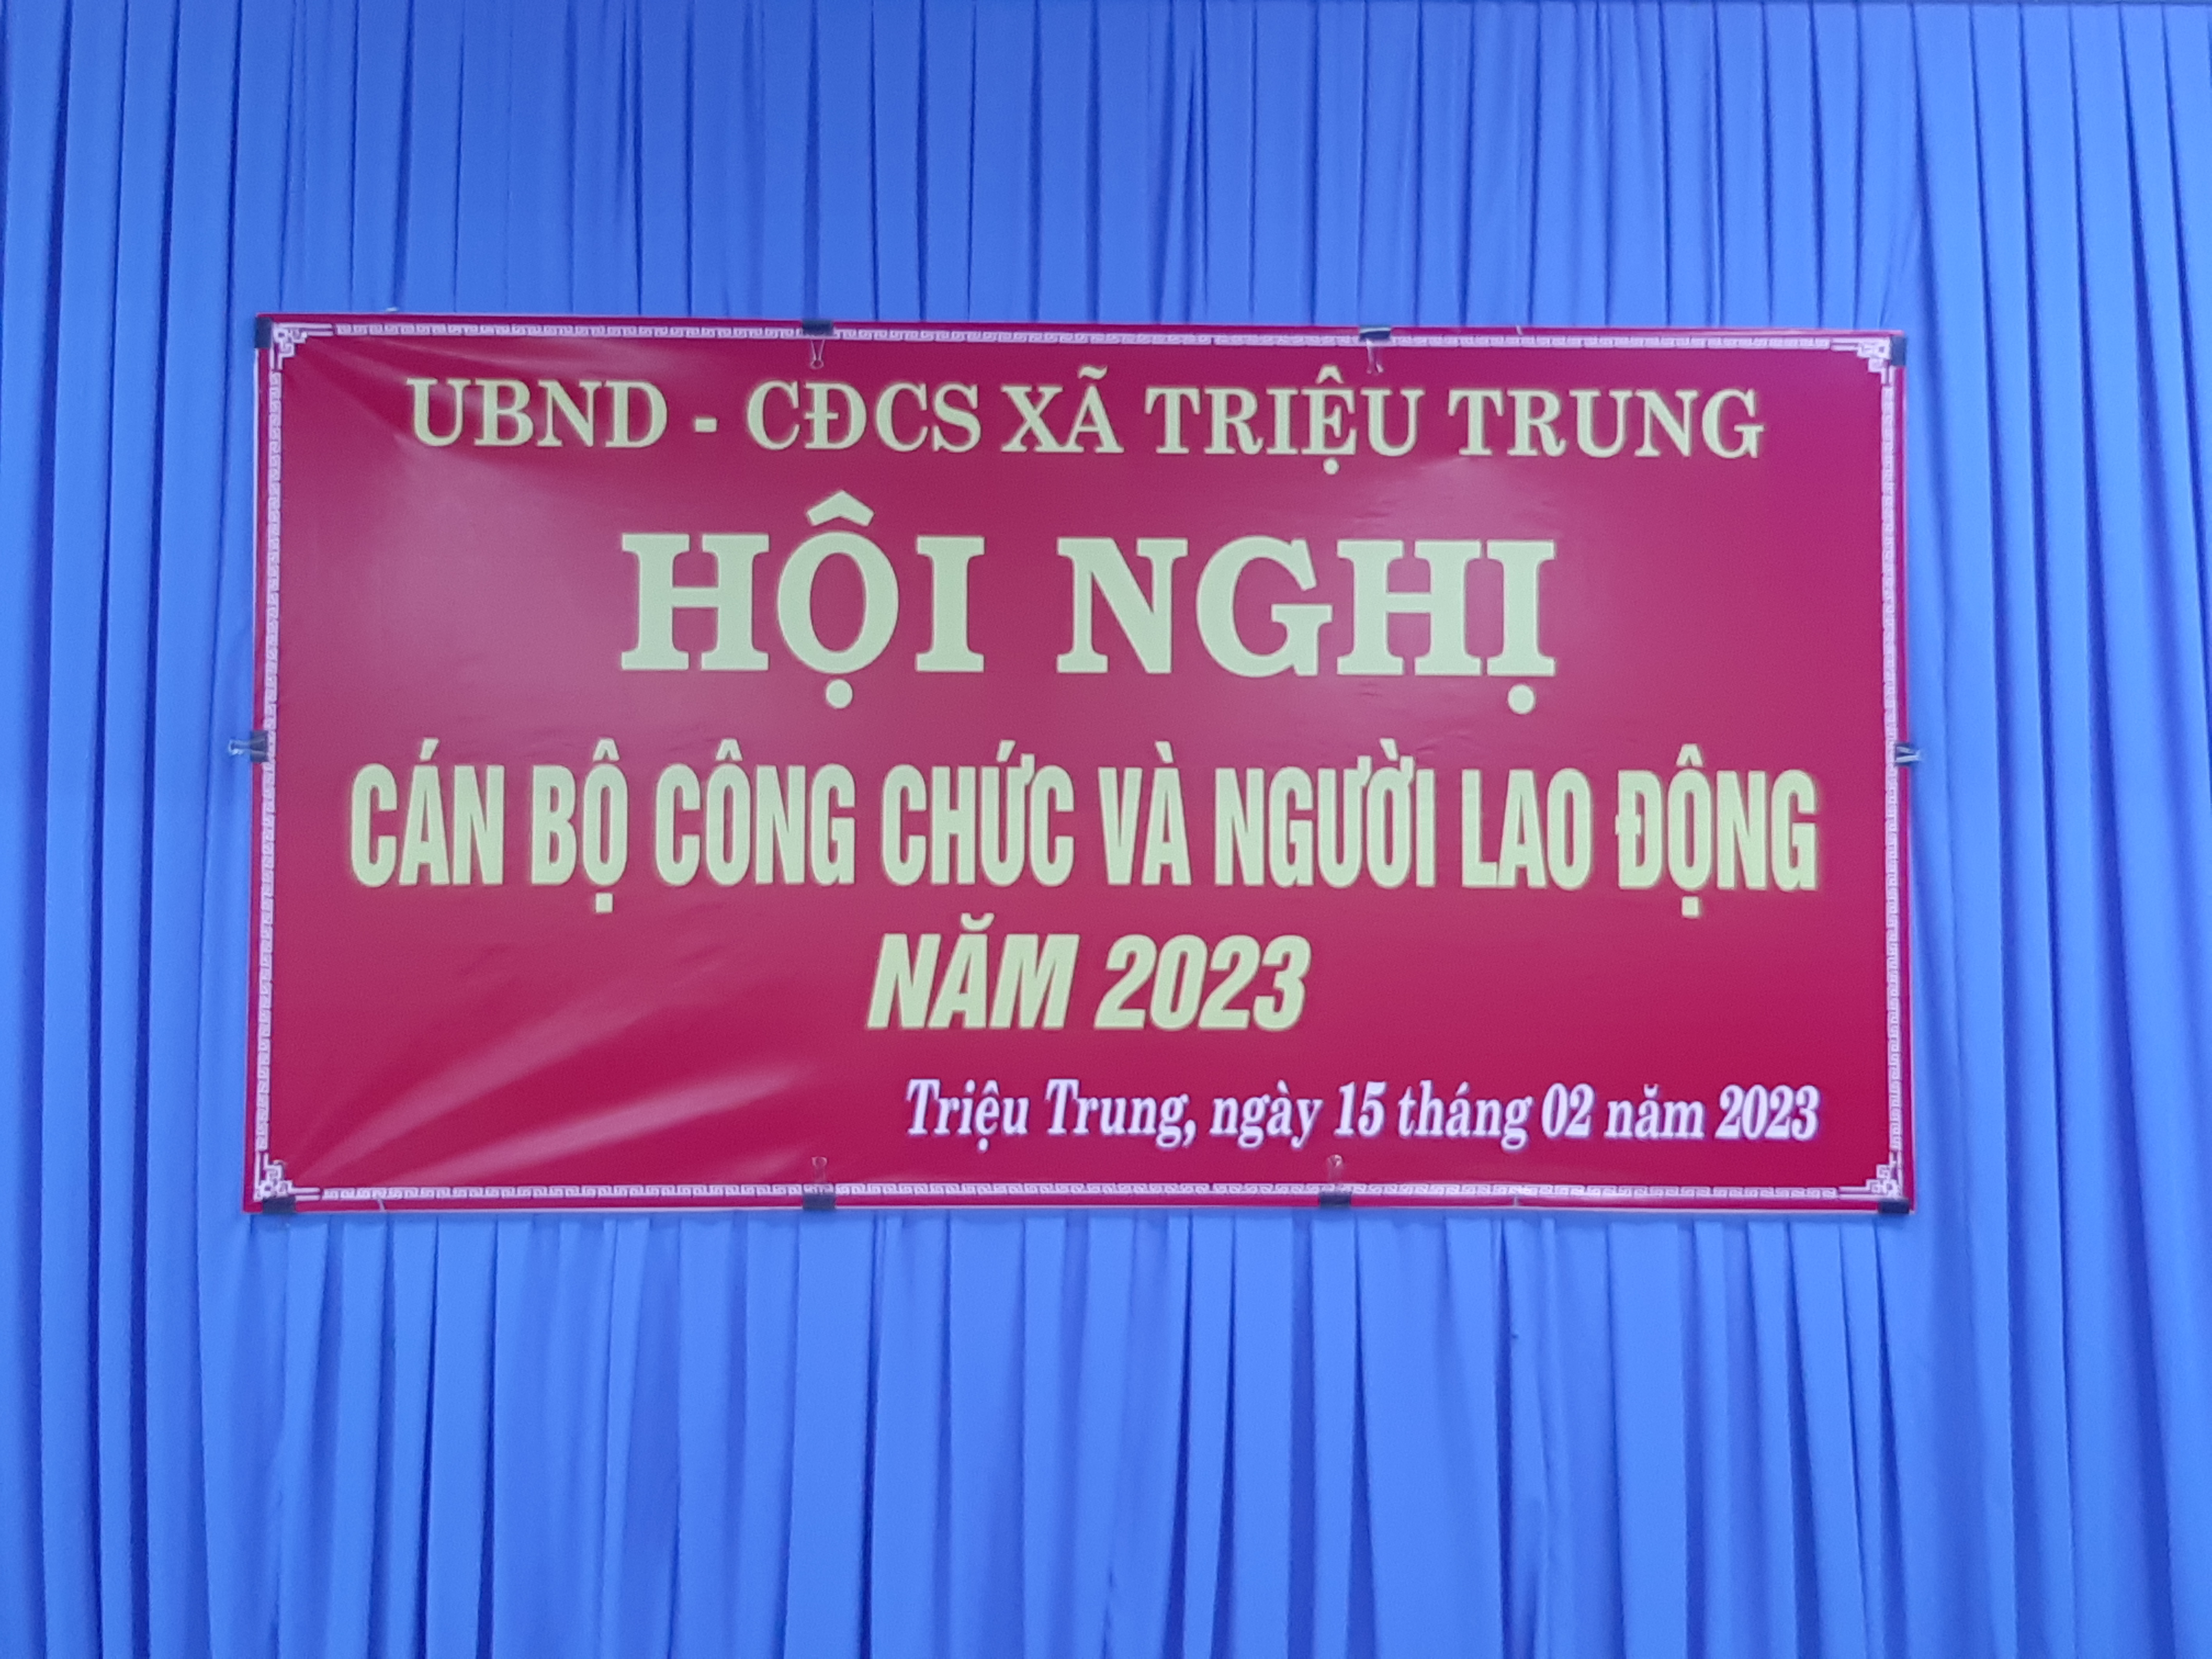 UBND - CĐCS XÃ TRIỆU TRUNG
HỘI NGHỊ
CÁN BỘ CÔNG CHỨC VÀ NGƯỜI LAO ĐỘNG
NĂM 2023
Triệu Trung, ngày 15 tháng 02 năm 2023